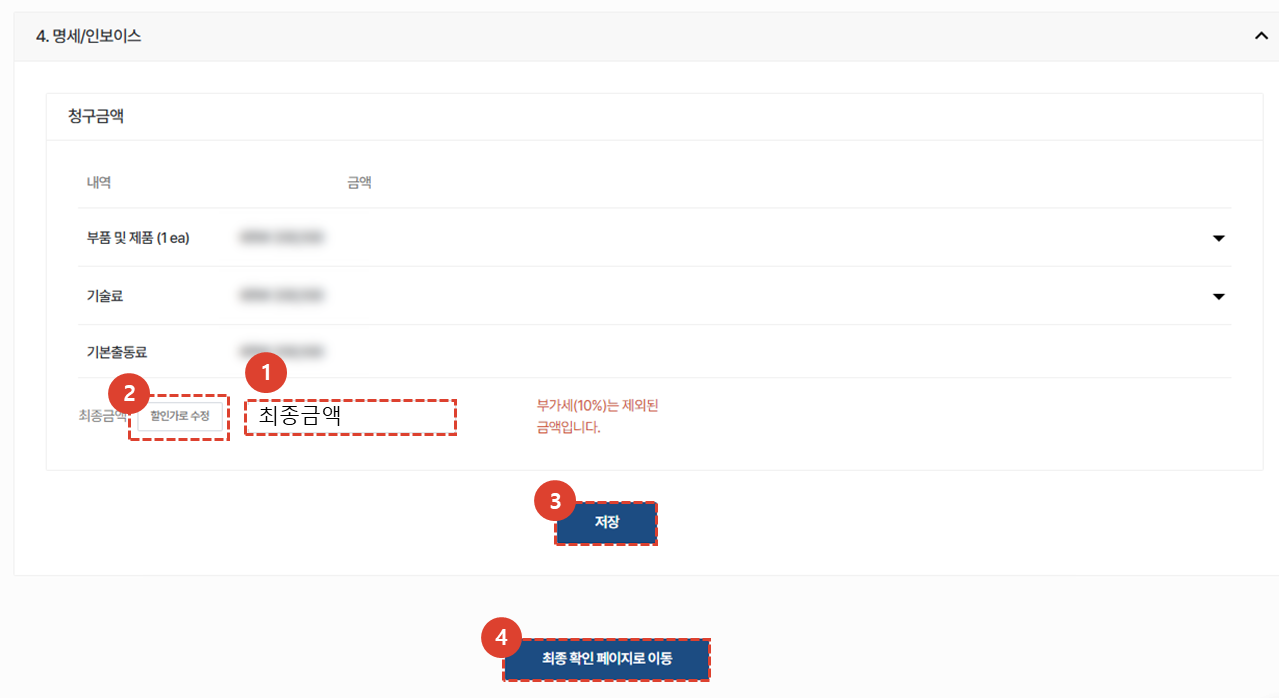 4. 명세/인보이스
청구금액
내역 금액
부품 및 제품 (1 ea)
기술료
기본출동료
1
2
최종금액 할인가로 수정 최종금액
부가세(10%)는 제외된
금액입니다.
3
저장
4
최종 확인 페이지로 이동